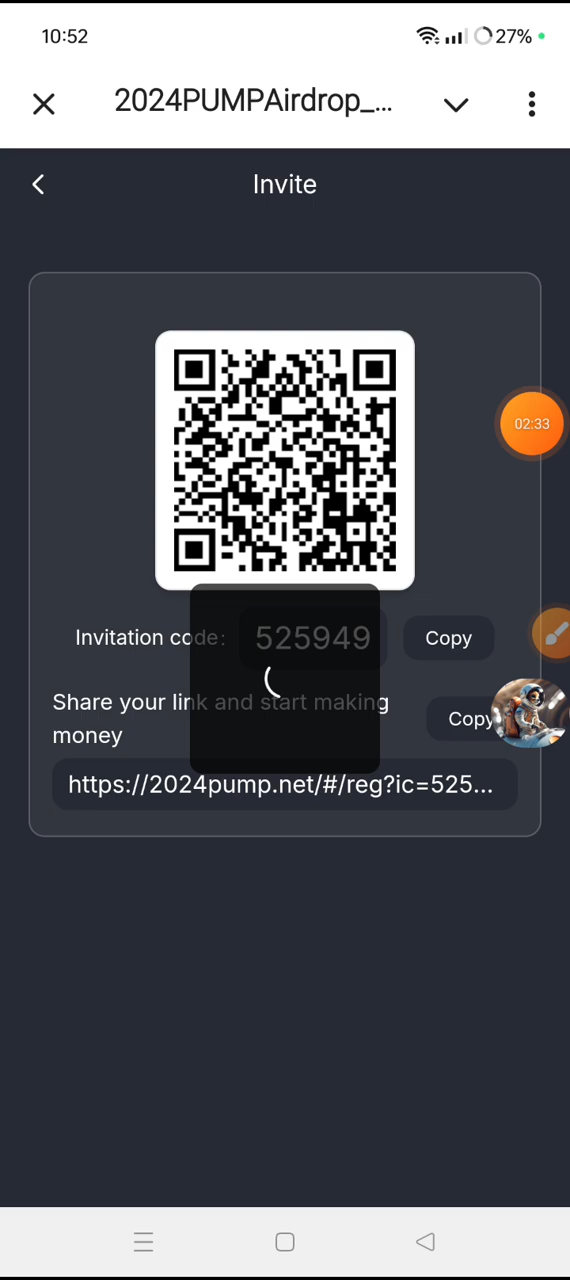 10:52
27%
2024PUMPAirdrop_...
Invite
02:33
Invitation code:
525949
Copy
Share your link and start making
money
Copy
https://2024pump.net/#/reg?ic=525...